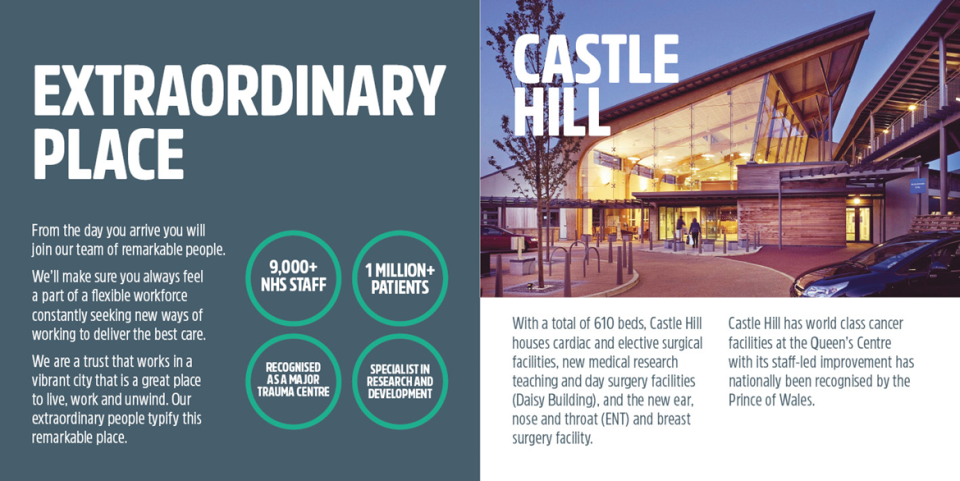 EXTRAORDINARY
PLACE
From the day you arrive you will
join our team of remarkable people.
We'll make sure you always feel
a part of a flexible workforce
constantly seeking new ways of
working to deliver the best care.
We are a trust that works in a
vibrant city that is a great place
to live, work and unwind. Our
extraordinary people typify this
remarkable place.
9,000+
NHS STAFF
1 MILLION+
PATIENTS
RECOGNISED
AS A MAJOR
TRAUMA CENTRE
SPECIALIST IN
RESEARCH AND
DEVELOPMENT
CASTLE
HILL
With a total of 610 beds, Castle Hill
houses cardiac and elective surgical
facilities, new medical research
teaching and day surgery facilities
(Daisy Building), and the new ear,
nose and throat (ENT) and breast
surgery facility.
Castle Hill has world class cancer
facilities at the Queen's Centre
with its staff-led improvement has
nationally been recognised by the
Prince of Wales.